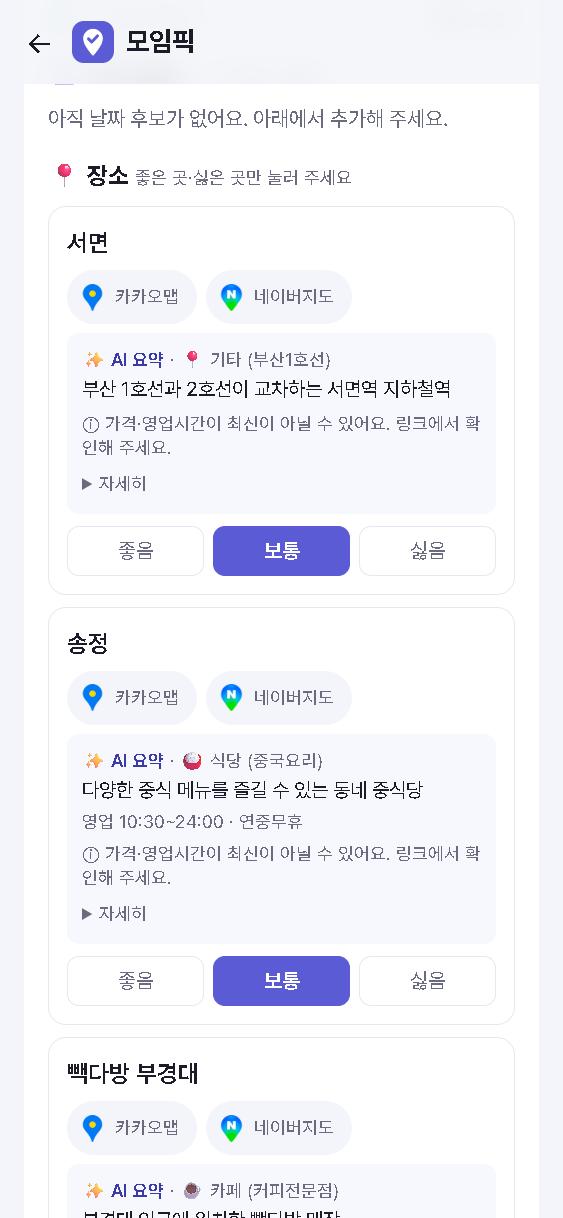 모임픽
아직 날짜 후보가 없어요. 아래에서 추가해 주세요.
장소 좋은 곳·싫은 곳만 눌러 주세요
서면
카카오맵 네이버지도
AI 요약 · 기타 (부산1호선)
부산 1호선과 2호선이 교차하는 서면역 지하철역
ⓘ 가격·영업시간이 최신이 아닐 수 있어요. 링크에서 확
인해 주세요.
▶ 자세히
좋음 보통 싫음
송정
카카오맵 네이버지도
AI 요약 · 식당 (중국요리)
다양한 중식 메뉴를 즐길 수 있는 동네 중식당
영업 10:30~24:00 · 연중무휴
ⓘ 가격·영업시간이 최신이 아닐 수 있어요. 링크에서 확
인해 주세요.
▶ 자세히
좋음 보통 싫음
빽다방 부경대
카카오맵 네이버지도
AI 요약 · 카페 (커피전문점)